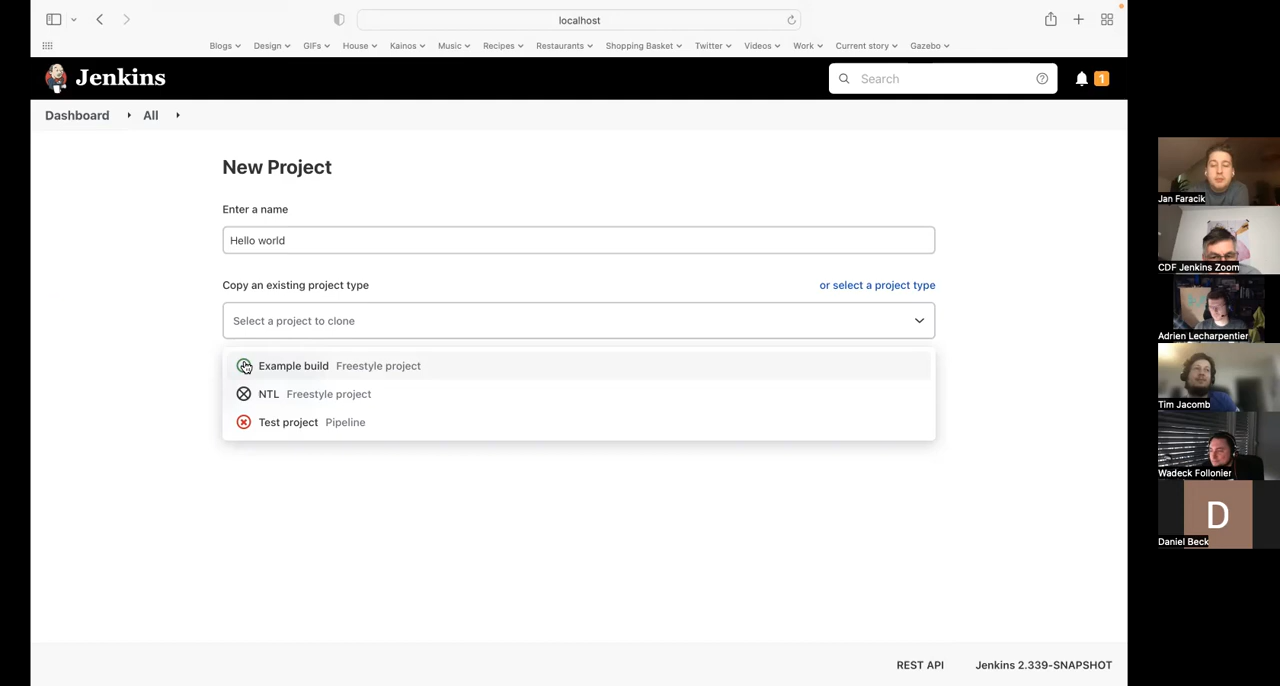 localhost
Blogs Design GIFs House Kainos Music Recipes Restaurants Shopping Basket Twitter Videos Work Current story Gazebo
Jenkins
Search
1
Dashboard All
New Project
Enter a name
Hello world
Copy an existing project type
or select a project type
Select a project to clone
Example build Freestyle project
NTL Freestyle project
Test project Pipeline
REST API
Jenkins 2.339-SNAPSHOT
Jan Faracik
CDF Jenkins Zoom
Adrien Lecharpentier
Tim Jacomb
Wadeck Follonier
D
Daniel Beck